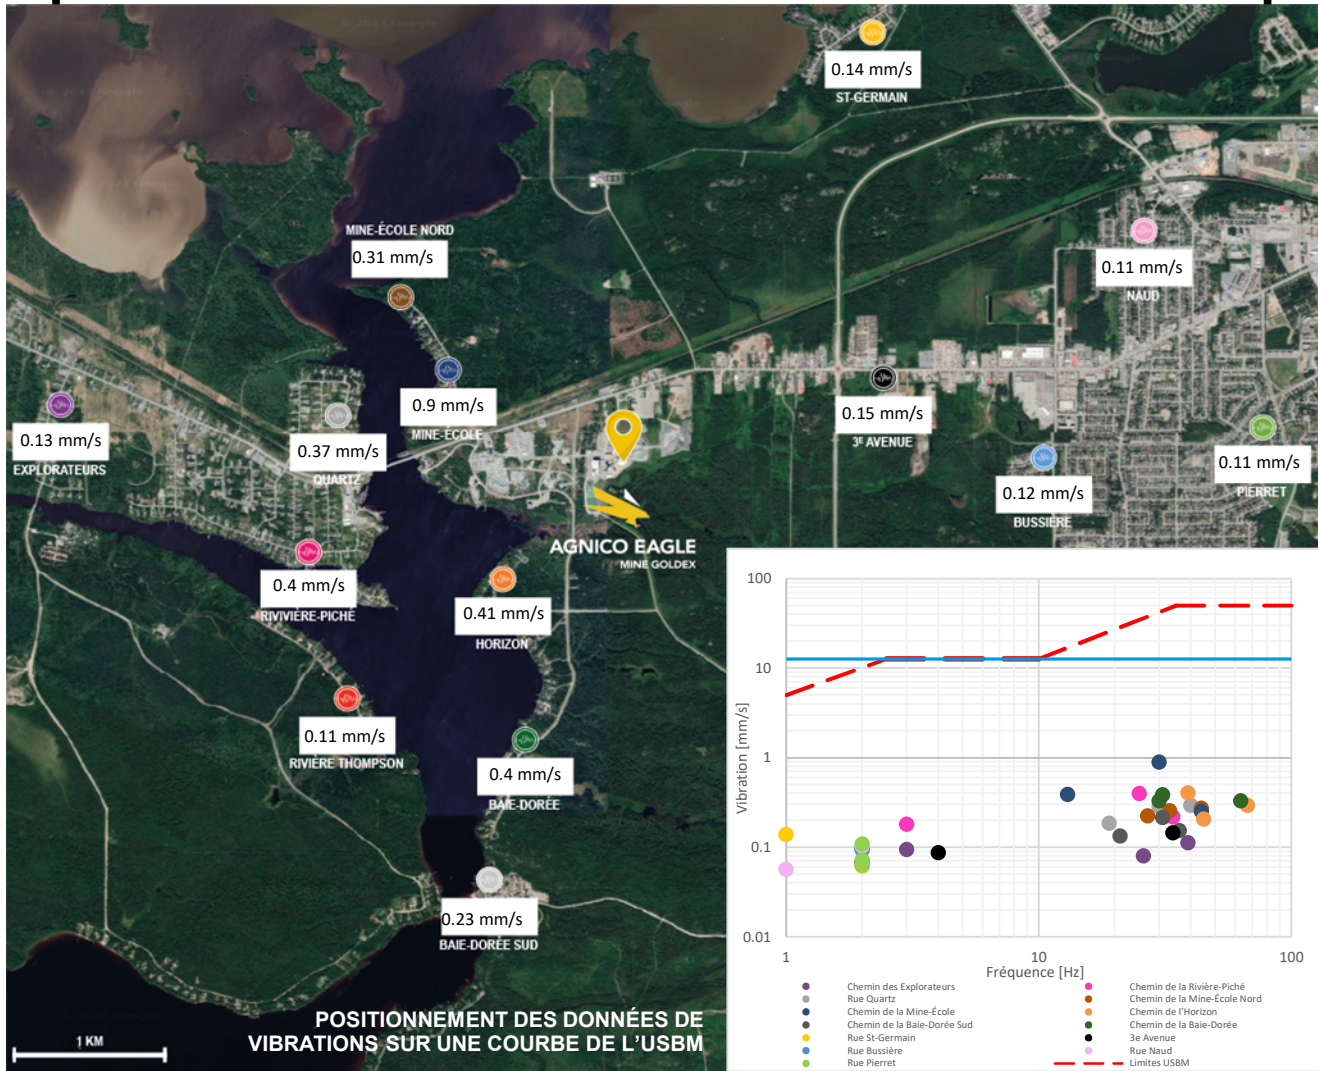 0.14 mm/s
ST-GERMAIN
MINE-ÉCOLE NORD
0.31 mm/s
0.11 mm/s
NAUD
0.9 mm/s
MINE-ÉCOLE
0.13 mm/s
EXPLORATEURS
0.37 mm/s
QUARTZ
0.15 mm/s
3E AVENUE
0.11 mm/s
PIERRET
0.12 mm/s
BUSSIÈRE
AGNICO EAGLE
MINE GOLDEX
0.4 mm/s
RIVIVIÈRE-PICHÉ
0.41 mm/s
HORIZON
0.11 mm/s
RIVIÈRE THOMPSON
0.4 mm/s
BAIE-DORÉE
0.23 mm/s
BAIE-DORÉE SUD
POSITIONNEMENT DES DONNÉES DE
VIBRATIONS SUR UNE COURBE DE L'USBM
1 KM
Vibration [mm/s]
100
10
1
0.1
0.01
1
10
100
Fréquence [Hz]
Chemin des Explorateurs
Chemin de la Rivière-Piché
Rue Quartz
Chemin de la Mine-École Nord
Chemin de la Mine-École
Chemin de l'Horizon
Chemin de la Baie-Dorée Sud
Chemin de la Baie-Dorée
Rue St-Germain
3e Avenue
Rue Bussière
Rue Naud
Rue Pierret
Limites USBM